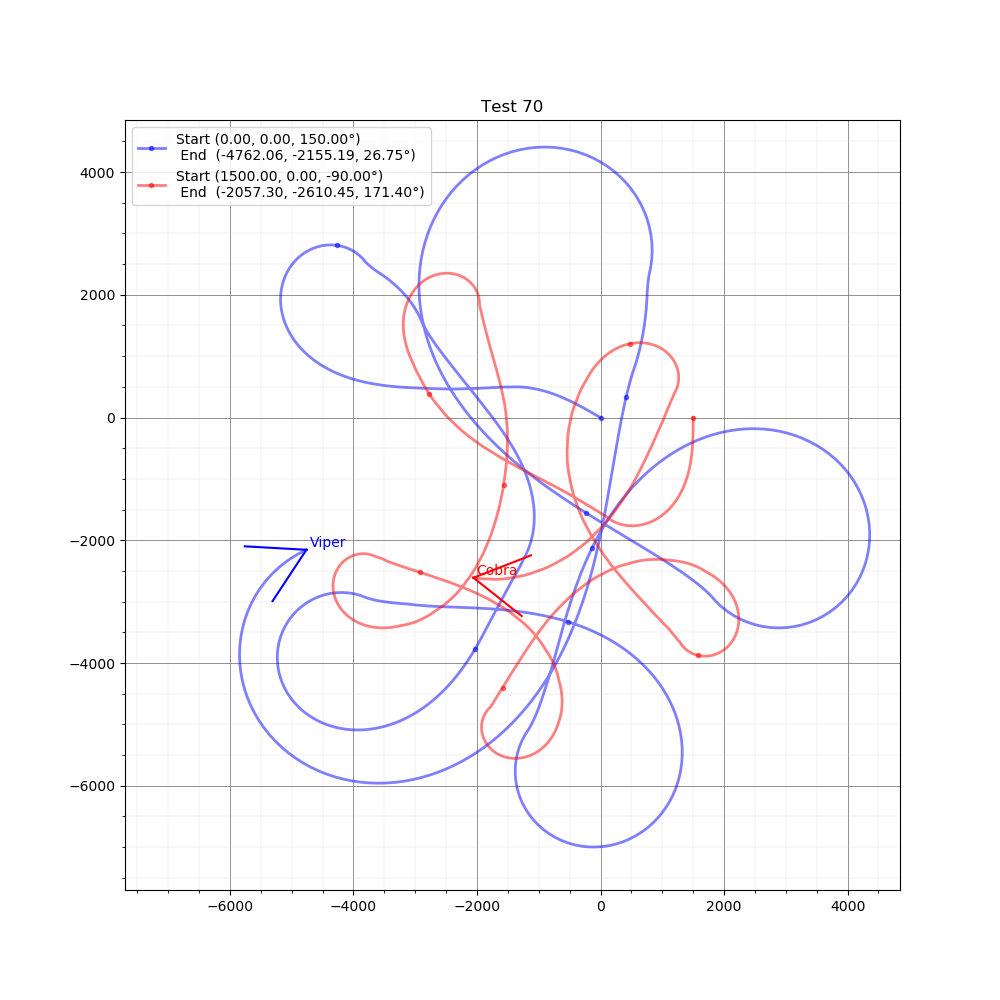 Test 70
Start (0.00, 0.00, 150.00°)
End  (-4762.06, -2155.19, 26.75°)
Start (1500.00, 0.00, -90.00°)
End  (-2057.30, -2610.45, 171.40°)
4000
2000
0
−2000
−4000
−6000
Viper
Cobra
−6000 −4000 −2000 0 2000 4000